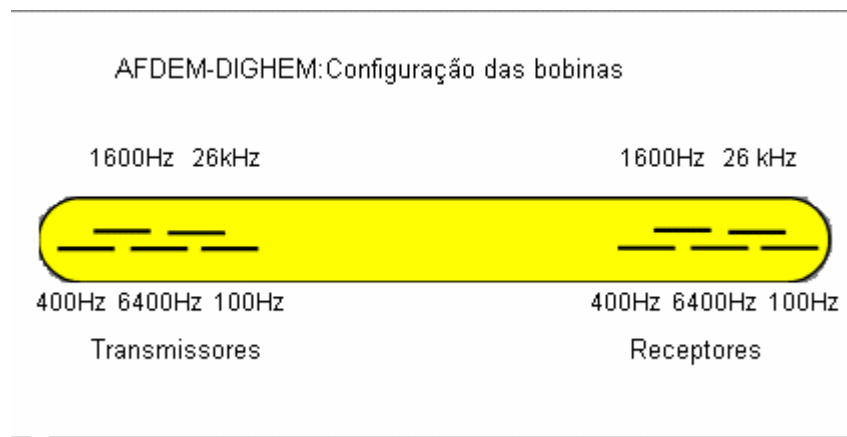 AFDEM-DIGHEM:Configuração das bobinas
1600Hz 26kHz 1600Hz 26 kHz
400Hz 6400Hz 100Hz 400Hz 6400Hz 100Hz
Transmissores Receptores